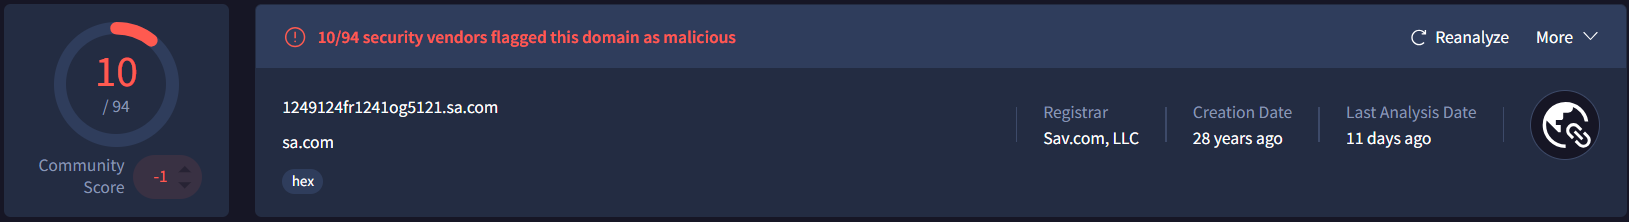 10
/ 94
Community
Score
-1
10/94 security vendors flagged this domain as malicious
Reanalyze
More
1249124fr1241og5121.sa.com
sa.com
hex
Registrar
Sav.com, LLC
Creation Date
28 years ago
Last Analysis Date
11 days ago